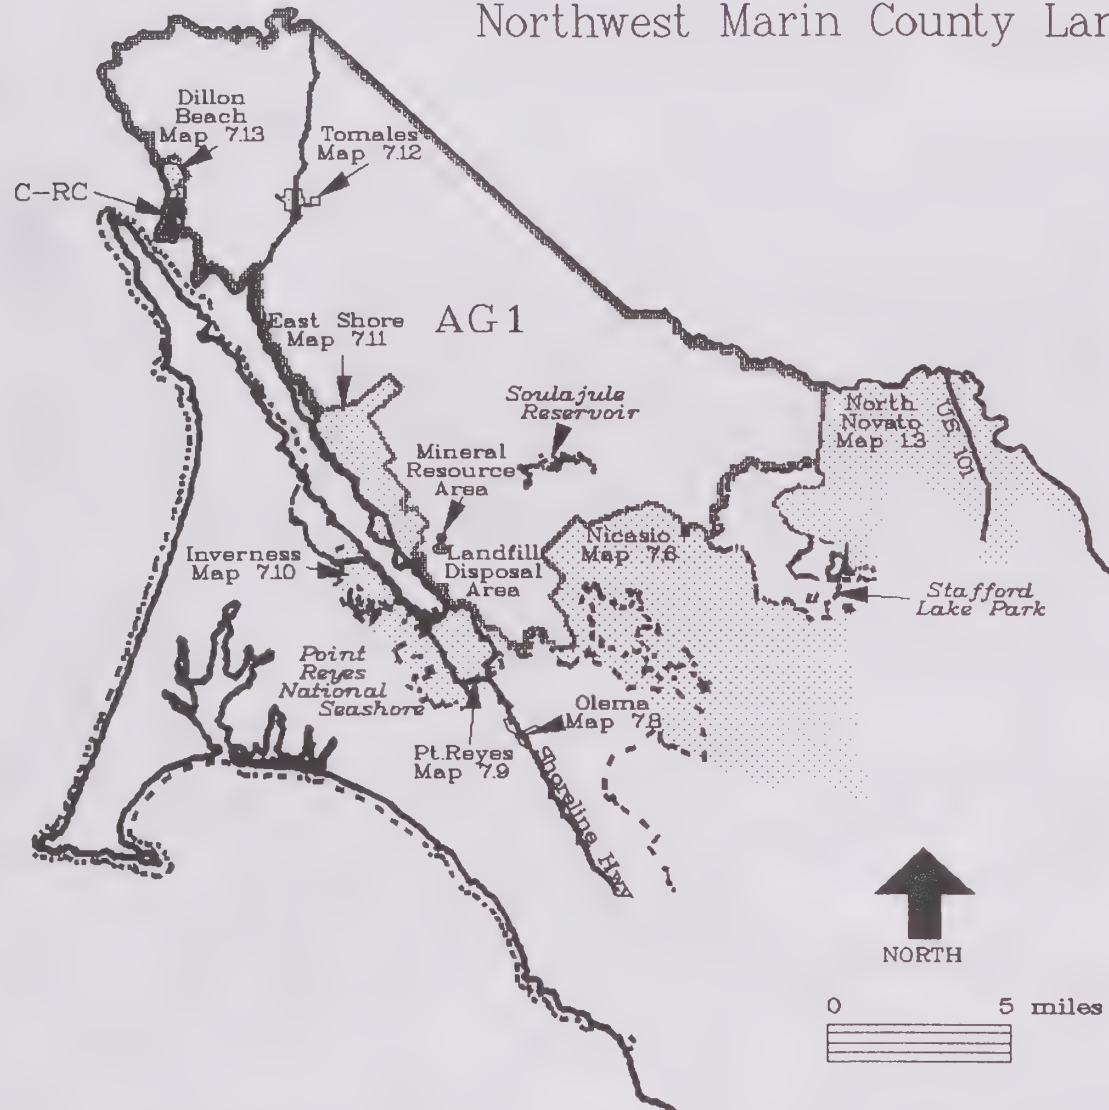 Northwest Marin County Lan
Dillon
Beach
Map 7.13
Tomales
Map 7.12
C-RC
East Shore
Map 7.11
AG1
Soulajule
Reservoir
North
Novato
Map 1.3
U.S. 101
Mineral
Resource
Area
Nicasio
Map 7.6
Inverness
Map 7.10
Landfill
Disposal
Area
Stafford
Lake Park
Point
Reyes
National
Seashore
Olema
Map 7.8
Pt.Reyes
Map 7.9
Shoreline Hwy
NORTH
0 5 miles